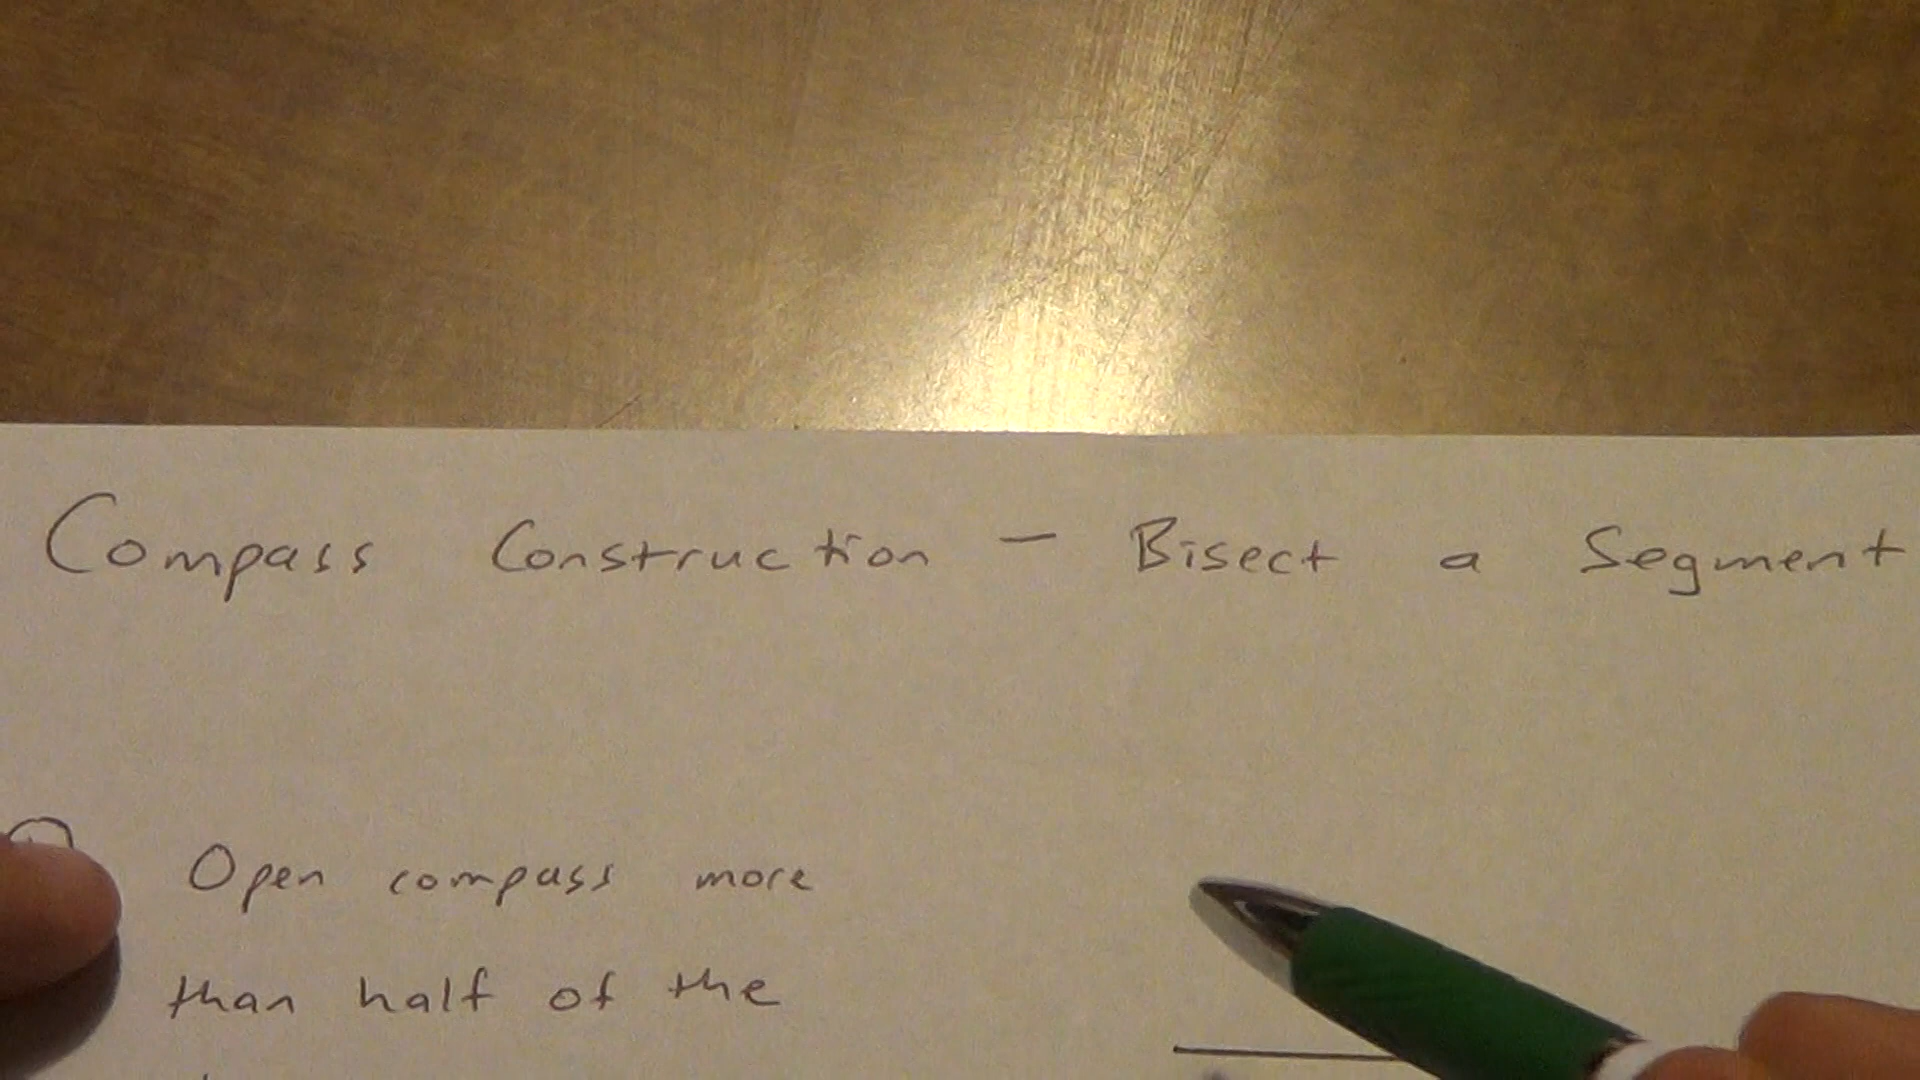 Compass Construction - Bisect a Segment
Open compass more
than half of the